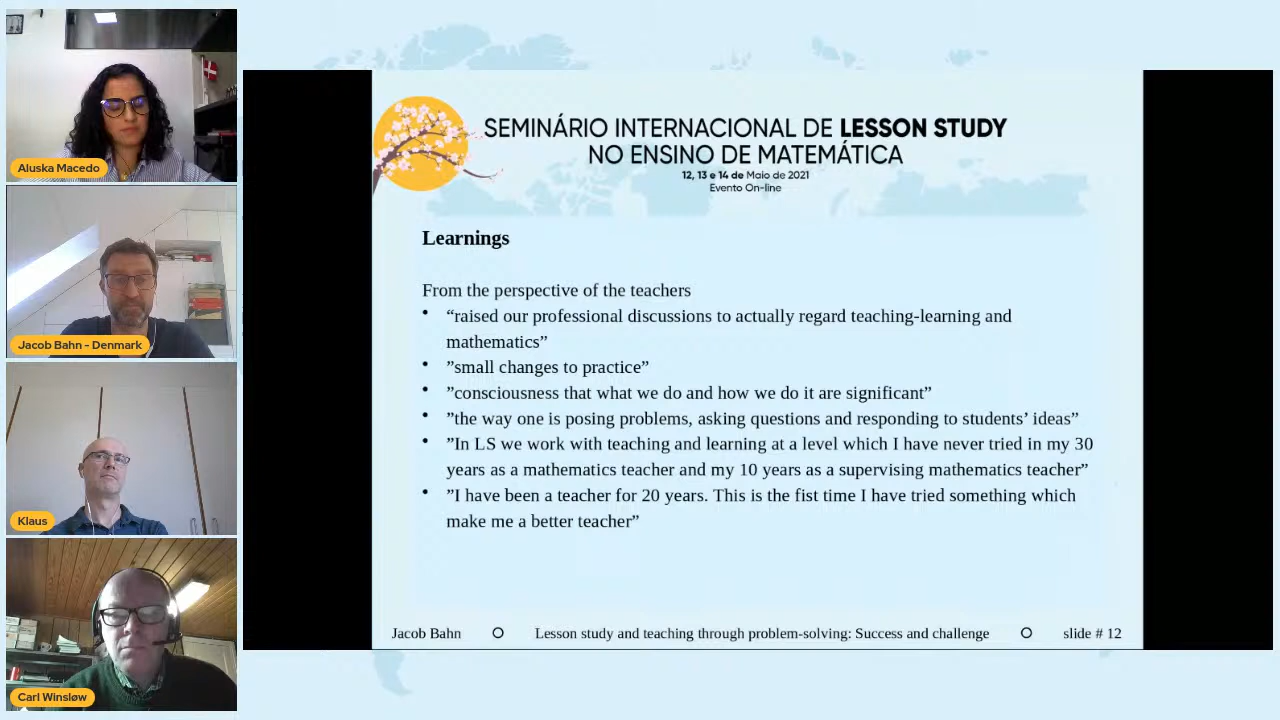 Aluska Macedo
Jacob Bahn - Denmark
Klaus
Carl Winsløw
SEMINÁRIO INTERNACIONAL DE LESSON STUDY
NO ENSINO DE MATEMÁTICA
12, 13 e 14 de Maio de 2021
Evento On-line
Learnings
From the perspective of the teachers
• “raised our professional discussions to actually regard teaching-learning and
mathematics”
• ”small changes to practice”
• ”consciousness that what we do and how we do it are significant”
• ”the way one is posing problems, asking questions and responding to students’ ideas”
• ”In LS we work with teaching and learning at a level which I have never tried in my 30
years as a mathematics teacher and my 10 years as a supervising mathematics teacher”
• ”I have been a teacher for 20 years. This is the fist time I have tried something which
make me a better teacher”
Jacob Bahn O Lesson study and teaching through problem-solving: Success and challenge O slide # 12